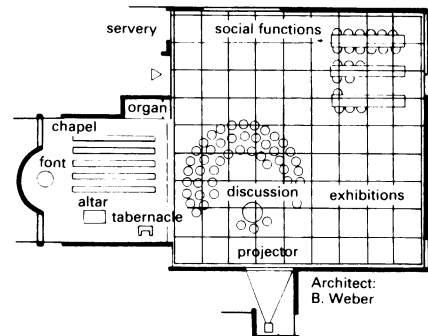 servery
social functions
organ
chapel
font
discussion
exhibitions
altar
tabernacle
projector
Architect:
B. Weber